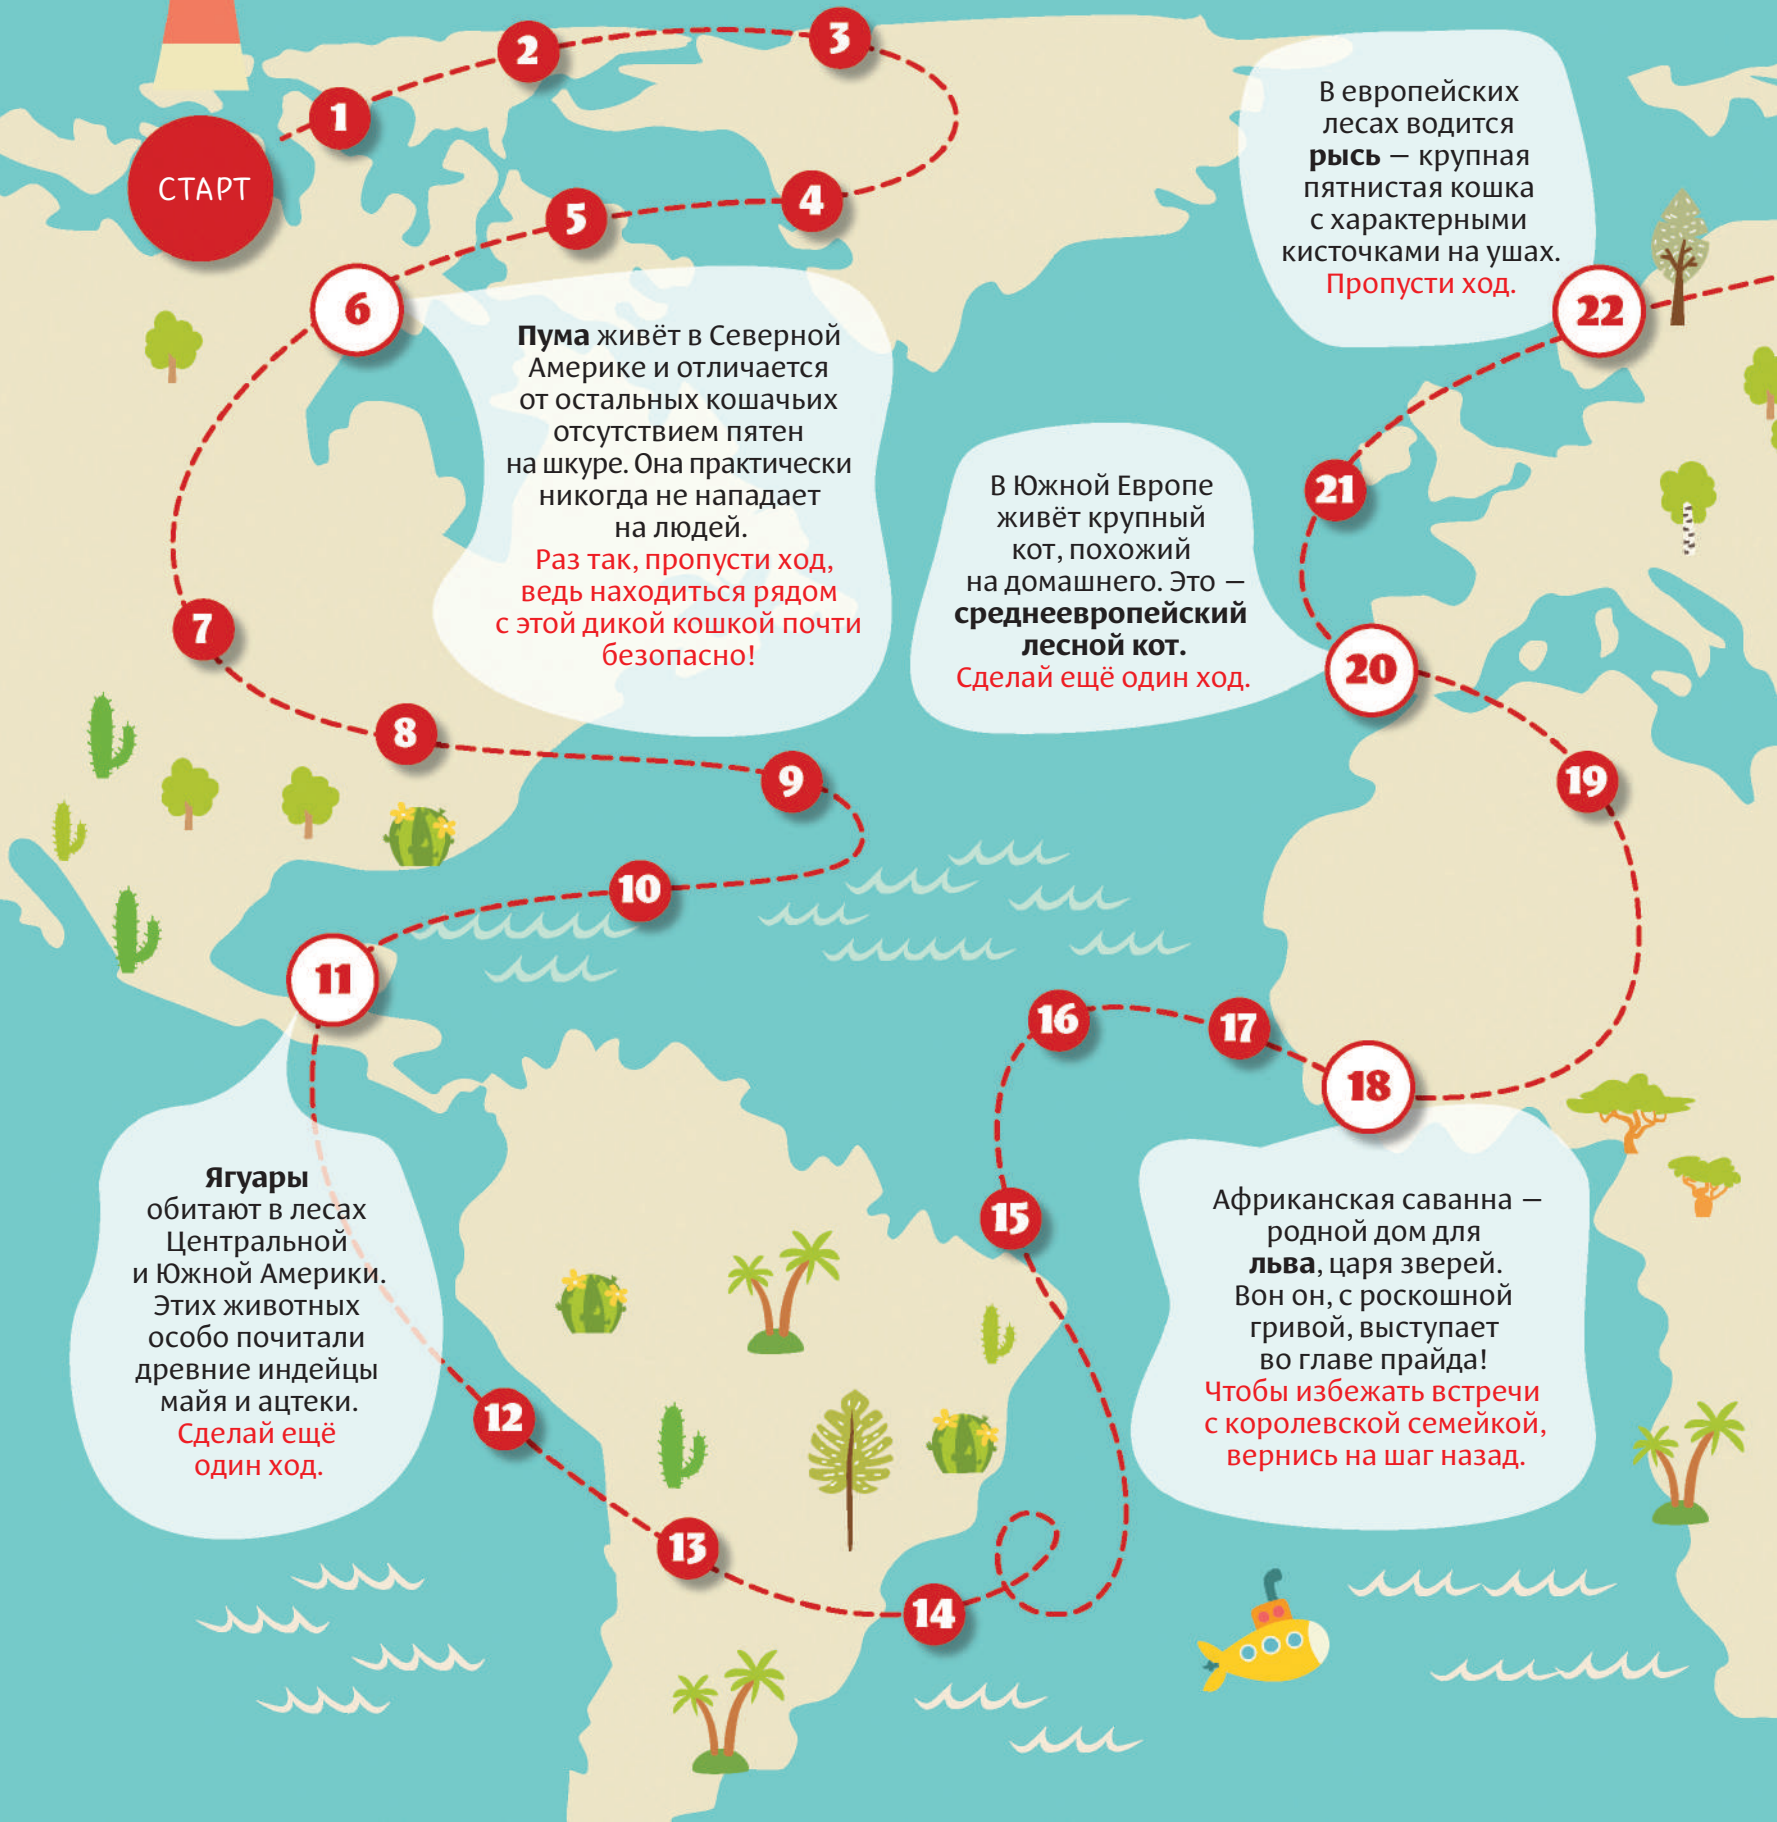 СТАРТ
1
2
3
4
5
6
Пума живёт в Северной
Америке и отличается
от остальных кошачьих
отсутствием пятен
на шкуре. Она практически
никогда не нападает
на людей.
Раз так, пропусти ход,
ведь находиться рядом
с этой дикой кошкой почти
безопасно!
7
8
9
10
11
Ягуары
обитают в лесах
Центральной
и Южной Америки.
Этих животных
особо почитали
древние индейцы
майя и ацтеки.
Сделай ещё
один ход.
12
13
14
15
16
17
18
Африканская саванна —
родной дом для
льва, царя зверей.
Вон он, с роскошной
гривой, выступает
во главе прайда!
Чтобы избежать встречи
с королевской семейкой,
вернись на шаг назад.
19
20
В Южной Европе
живёт крупный
кот, похожий
на домашнего. Это —
среднеевропейский
лесной кот.
Сделай ещё один ход.
21
22
В европейских
лесах водится
рысь — крупная
пятнистая кошка
с характерными
кисточками на ушах.
Пропусти ход.